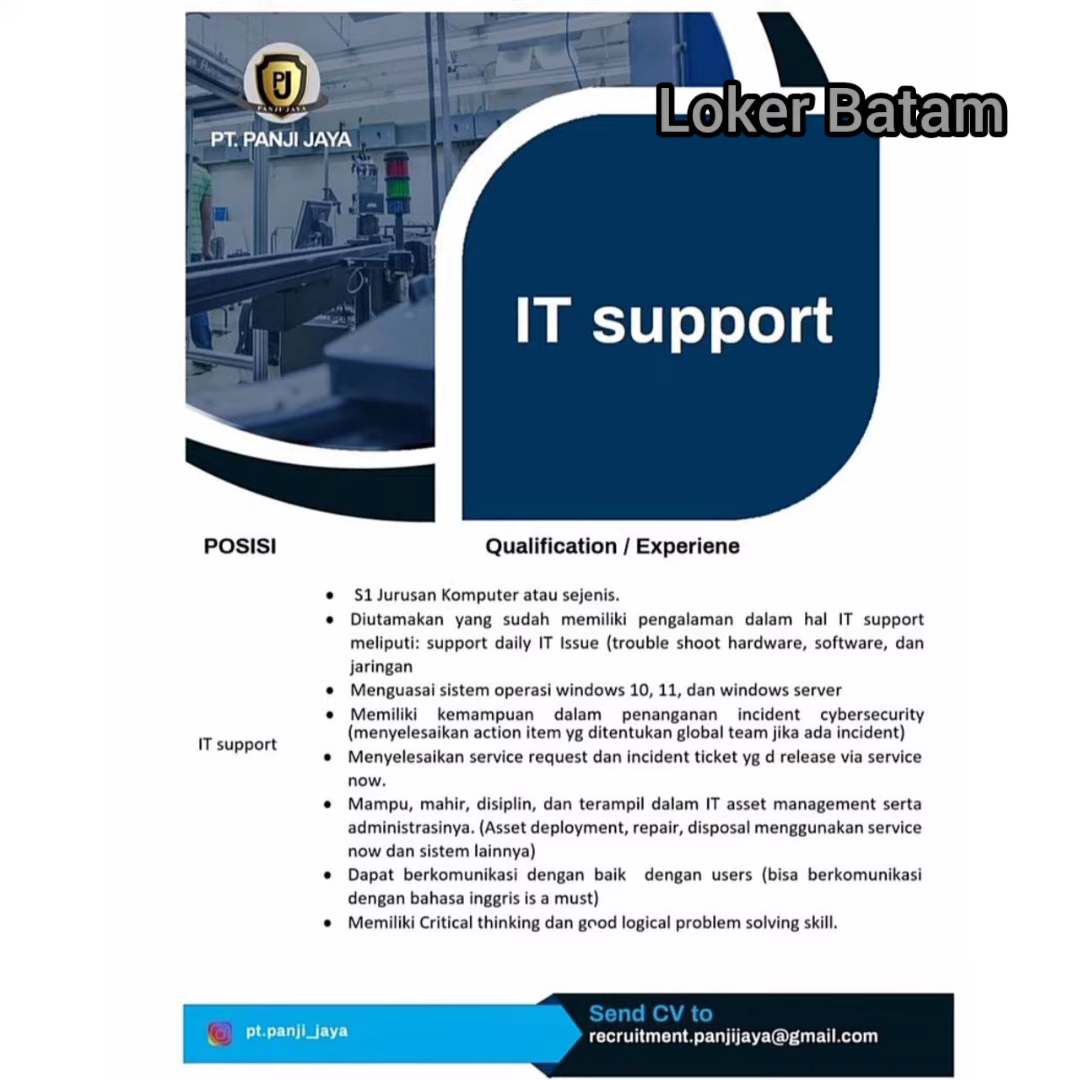 PJ
PANJI JAYA
PT. PANJI JAYA
Loker Batam
IT support
POSISI
Qualification / Experiene
IT support
• S1 Jurusan Komputer atau sejenis.
• Diutamakan yang sudah memiliki pengalaman dalam hal IT support
meliputi: support daily IT Issue (trouble shoot hardware, software, dan
jaringan
• Menguasai sistem operasi windows 10, 11, dan windows server
• Memiliki kemampuan dalam penanganan incident cybersecurity
(menyelesaikan action item yg ditentukan global team jika ada incident)
• Menyelesaikan service request dan incident ticket yg d release via service
now.
• Mampu, mahir, disiplin, dan terampil dalam IT asset management serta
administrasinya. (Asset deployment, repair, disposal menggunakan service
now dan sistem lainnya)
• Dapat berkomunikasi dengan baik dengan users (bisa berkomunikasi
dengan bahasa inggris is a must)
• Memiliki Critical thinking dan good logical problem solving skill.
pt.panji_jaya
Send CV to
recruitment.panjijaya@gmail.com